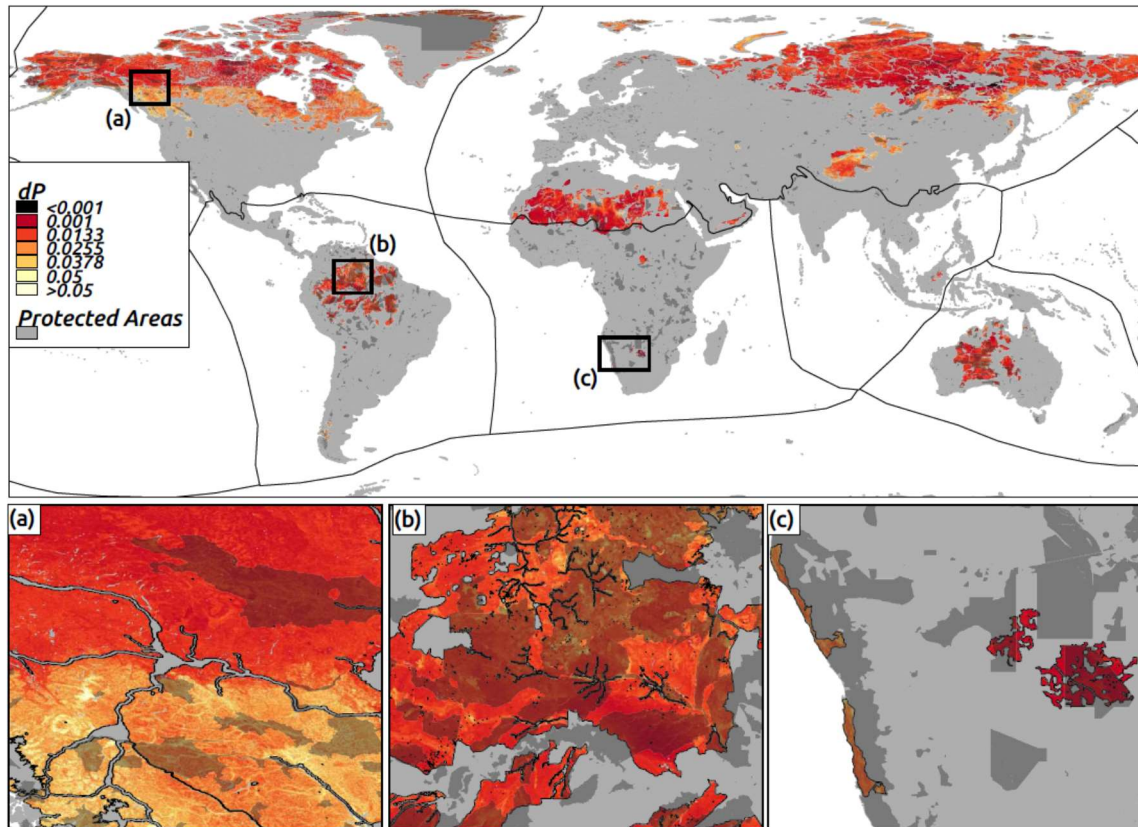 (a)
(b)
(c)
dP
<0.001
0.001
0.0133
0.0255
0.0378
0.05
>0.05
Protected Areas
(a)
(b)
(c)